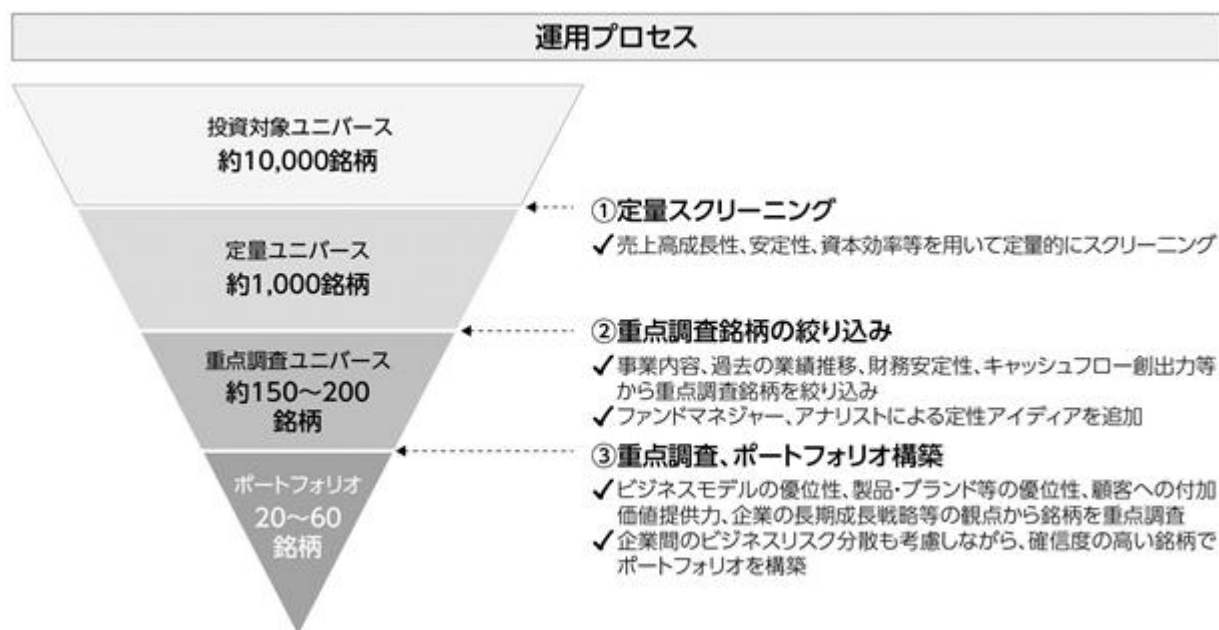 運用プロセス
投資対象ユニバース
約10,000銘柄
①定量スクリーニング
✓売上高成長性、安定性、資本効率等を用いて定量的にスクリーニング
定量ユニバース
約1,000銘柄
②重点調査銘柄の絞り込み
✓事業内容、過去の業績推移、財務安定性、キャッシュフロー創出力等
から重点調査銘柄を絞り込み
✓ファンドマネジャー、アナリストによる定性アイディアを追加
重点調査ユニバース
約150～200
銘柄
③重点調査、ポートフォリオ構築
✓ビジネスモデルの優位性、製品・ブランド等の優位性、顧客への付加
価値提供力、企業の長期成長戦略等の観点から銘柄を重点調査
✓企業間のビジネスリスク分散も考慮しながら、確信度の高い銘柄で
ポートフォリオを構築
ポートフォリオ
20～60
銘柄